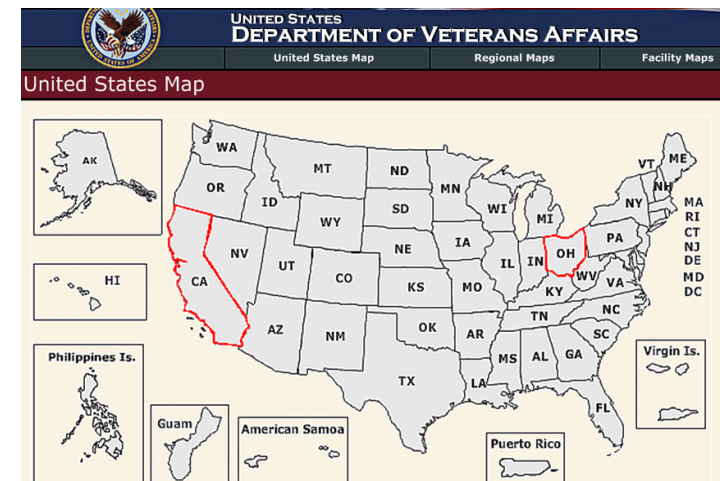 UNITED STATES
DEPARTMENT OF VETERANS AFFAIRS
United States Map Regional Maps Facility Maps
United States Map
AK
HI
Philippines Is.
Guam
American Samoa
Puerto Rico
Virgin Is.
WA
OR
CA
ID
NV
MT
WY
UT
AZ
CO
NM
ND
SD
NE
KS
OK
TX
MN
IA
MO
AR
LA
WI
IL
MS
MI
IN
OH
KY
TN
AL
GA
FL
SC
NC
VA
WV
PA
NY
VT
NH
ME
MA
RI
CT
NJ
DE
MD
DC